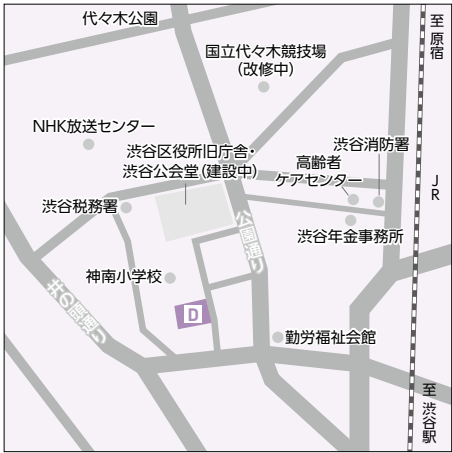 代々木公園
至 原宿
国立代々木競技場
(改修中)
NHK放送センター
渋谷区役所旧庁舎・
渋谷公会堂(建設中)
渋谷消防署
高齢者
ケアセンター
JR
渋谷税務署
公園通り
渋谷年金事務所
神南小学校
井の頭通り
D
勤労福祉会館
至 渋谷駅